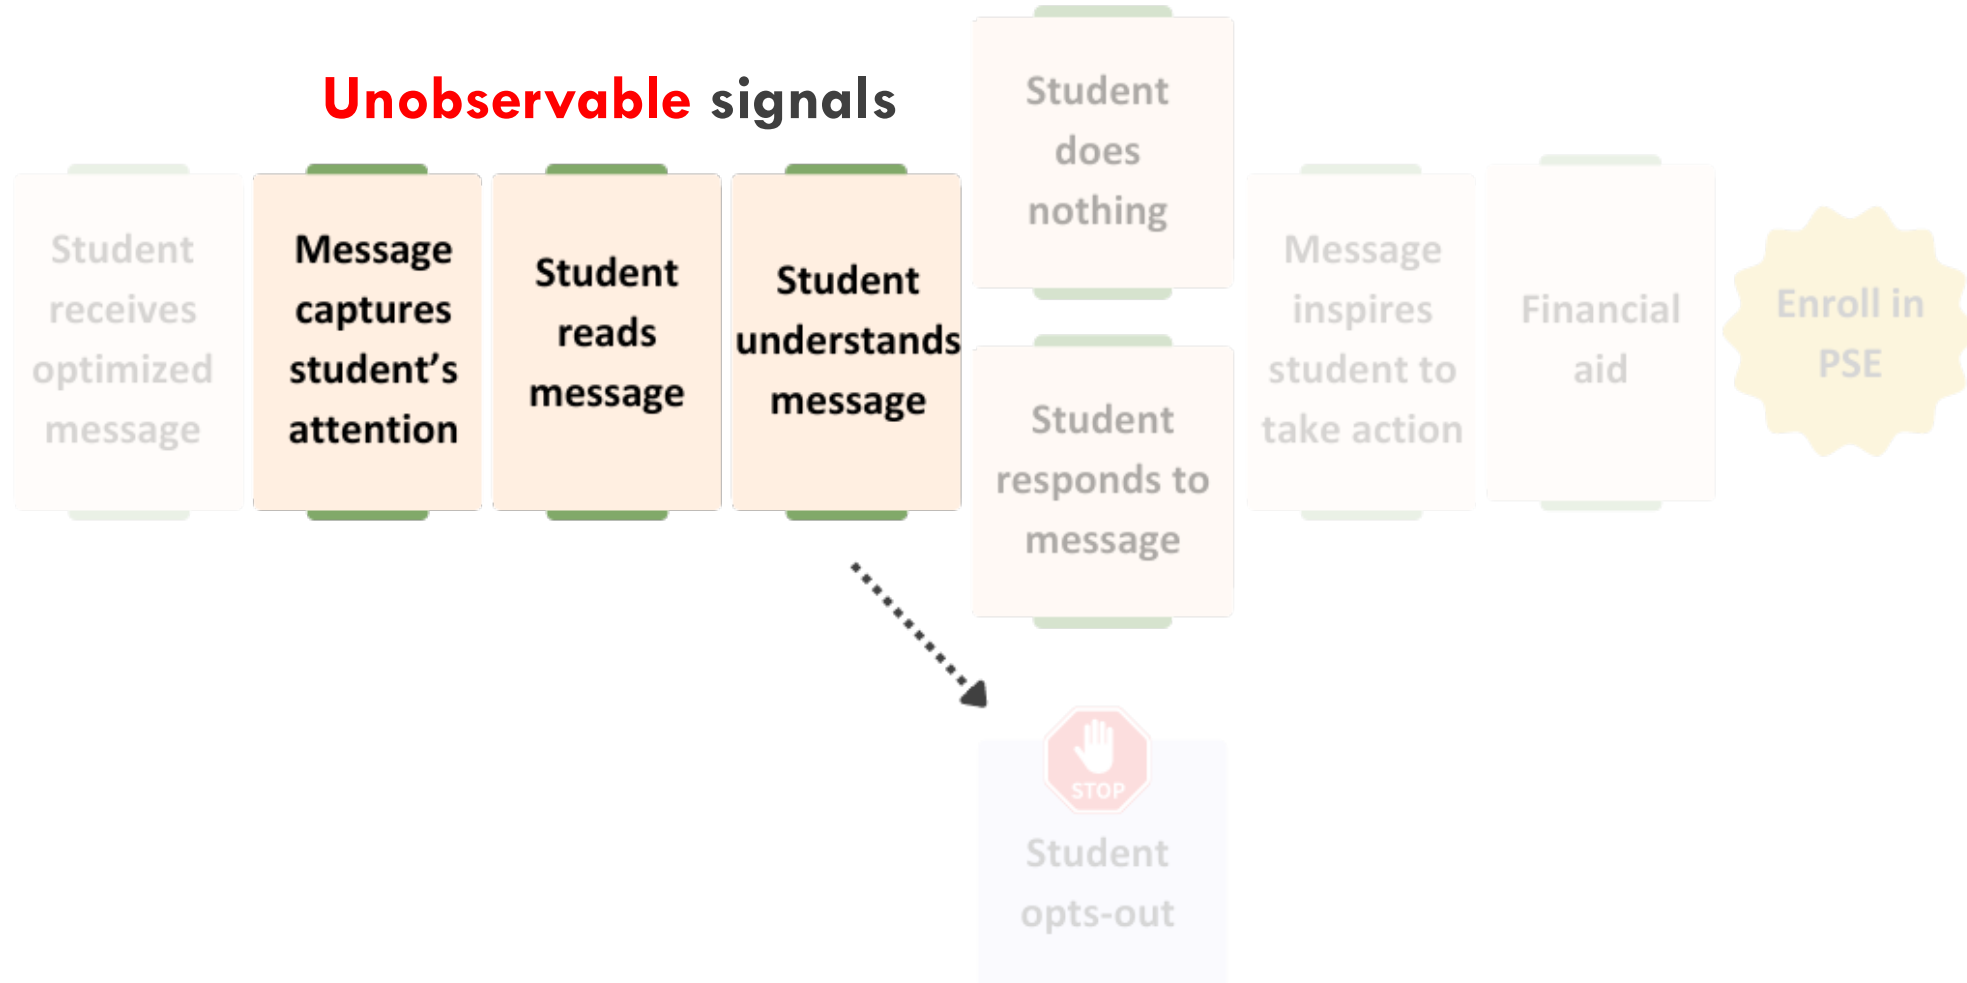 Unobservable signals
Student
receives
optimized
message
Message
captures
student's
attention
Student
reads
message
Student
understands
message
Student
does
nothing
Student
responds to
message
Message
inspires
student to
take action
Financial
aid
Enroll in
PSE
STOP
Student
opts-out